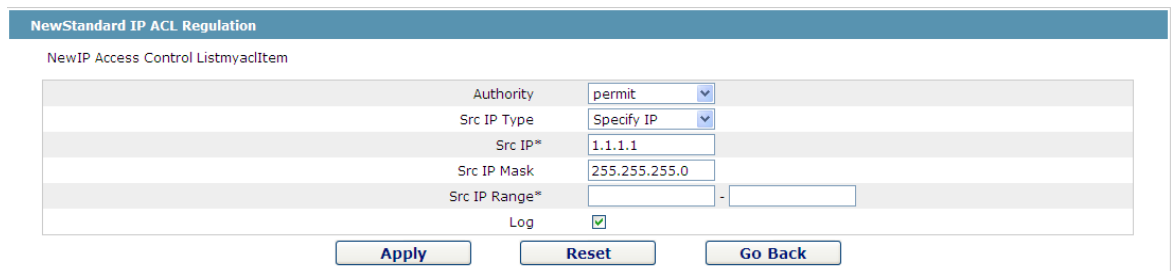 NewStandard IP ACL Regulation
NewIP Access Control ListmyaclItem
Authority permit
Src IP Type Specify IP
Src IP* 1.1.1.1
Src IP Mask 255.255.255.0
Src IP Range* -
Log
Apply Reset Go Back